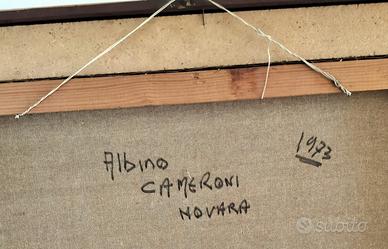 Albino
CAMERONI
NOVARA
1973
subito